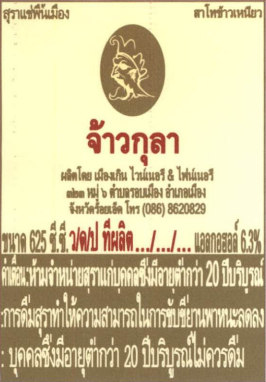 สุราแช่พื้นเมือง สาโทข้าวเหนียว
จ้าวกุลา
ผลิตโดย เมืองเกิน ไวน์เนอรี & ไฟน์เนอรี
๓๒๓ หมู่ ๖ ตำบลรอบเมือง อำเภอเมือง
จังหวัดร้อยเอ็ด โทร (086) 8620829
ขนาด 625 ซี.ซี. ว/ด/ป ที่ผลิต.../.../... แอลกอฮอล์ 6.3%
คำเตือน:ห้ามจำหน่ายสุราแก่บุคคลซึ่งมีอายุต่ำกว่า 20 ปีบริบูรณ์
:การดื่มสุราทำให้ความสามารถในการขับขี่ยานพาหนะลดลง
: บุคคลซึ่งมีอายุต่ำกว่า 20 ปีบริบูรณ์ไม่ควรดื่ม